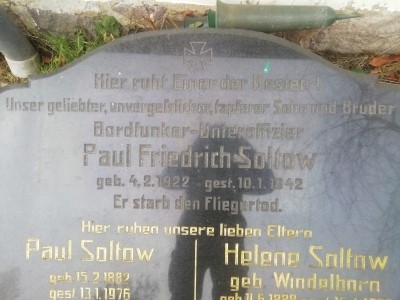 Hier ruht Einer der Besten!
Unser geliebter, unvergeßlicher, tapferer Sohn und Bruder
Bordfunker-Unteroffizier
Paul Friedrich Soltow
geb. 4.2.1922 gest. 10.1.1942
Er starb den Fliegertod.
Hier ruhen unsere lieben Eltern
Paul Soltow
geb. 15.2.1882
gest. 13.1.1976
Helene Soltow
geb. Windelborn